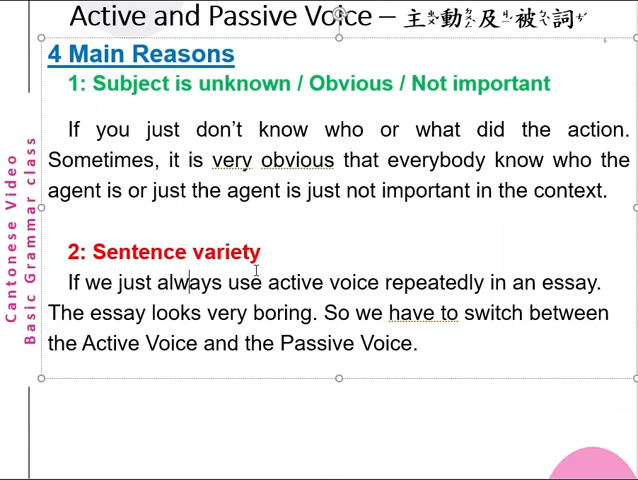 Active and Passive Voice – 主動及被詞
4 Main Reasons
1: Subject is unknown / Obvious / Not important
If you just don't know who or what did the action.
Sometimes, it is very obvious that everybody know who the
agent is or just the agent is just not important in the context.
2: Sentence variety
If we just always use active voice repeatedly in an essay.
The essay looks very boring. So we have to switch between
the Active Voice and the Passive Voice.
Cantonese Video
Basic Grammar class